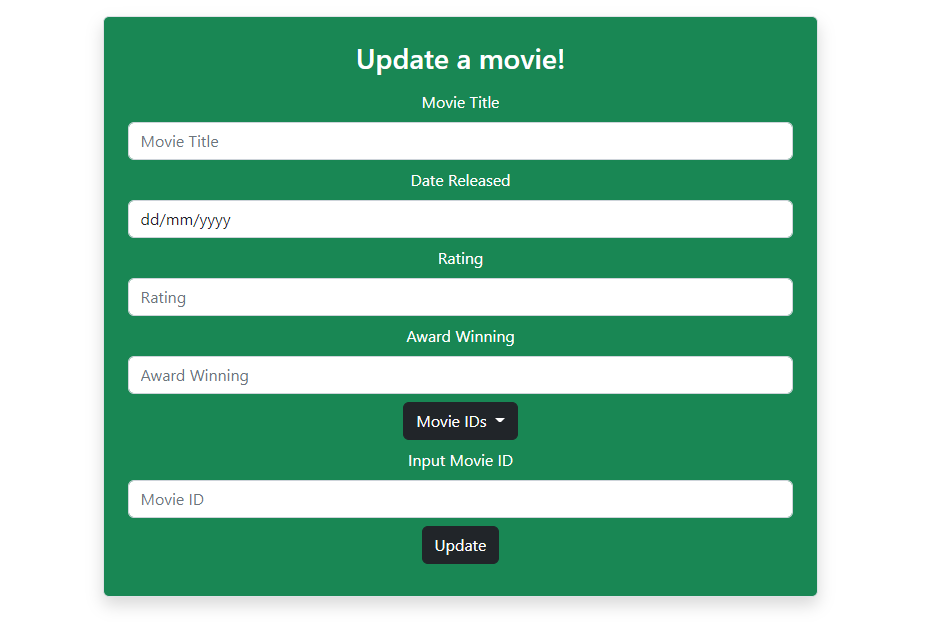 Update a movie!
Movie Title
Movie Title
Date Released
dd/mm/yyyy
Rating
Rating
Award Winning
Award Winning
Movie IDs
Input Movie ID
Movie ID
Update